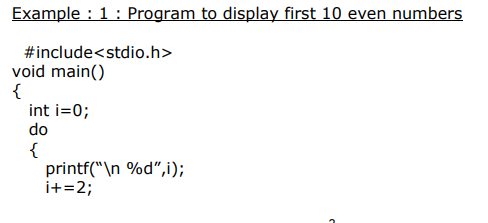 Example : 1 : Program to display first 10 even numbers
#include<stdio.h>
void main()
{
int i=0;
do
{
printf(“\n %d”,i);
i+=2;